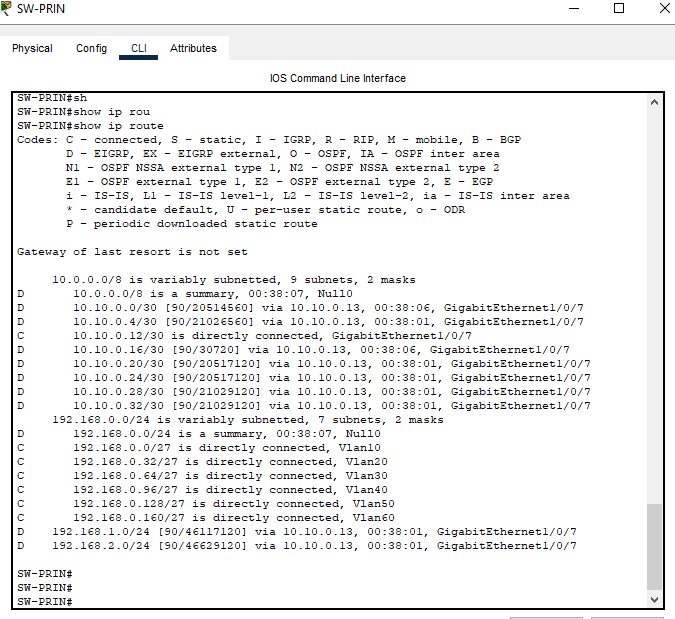 SW-PRIN
Physical Config CLI Attributes
IOS Command Line Interface
SW-PRIN#sh
SW-PRIN#show ip rou
SW-PRIN#show ip route
Codes: C - connected, S - static, I - IGRP, R - RIP, M - mobile, B - BGP
D - EIGRP, EX - EIGRP external, O - OSPF, IA - OSPF inter area
N1 - OSPF NSSA external type 1, N2 - OSPF NSSA external type 2
E1 - OSPF external type 1, E2 - OSPF external type 2, E - EGP
i - IS-IS, L1 - IS-IS level-1, L2 - IS-IS level-2, ia - IS-IS inter area
* - candidate default, U - per-user static route, o - ODR
P - periodic downloaded static route
Gateway of last resort is not set
10.0.0.0/8 is variably subnetted, 9 subnets, 2 masks
D 10.0.0.0/8 is a summary, 00:38:07, Null0
D 10.10.0.0/30 [90/20514560] via 10.10.0.13, 00:38:06, GigabitEthernet1/0/7
D 10.10.0.4/30 [90/21026560] via 10.10.0.13, 00:38:01, GigabitEthernet1/0/7
C 10.10.0.12/30 is directly connected, GigabitEthernet1/0/7
D 10.10.0.16/30 [90/30720] via 10.10.0.13, 00:38:06, GigabitEthernet1/0/7
D 10.10.0.20/30 [90/20517120] via 10.10.0.13, 00:38:01, GigabitEthernet1/0/7
D 10.10.0.24/30 [90/20517120] via 10.10.0.13, 00:38:01, GigabitEthernet1/0/7
D 10.10.0.28/30 [90/21029120] via 10.10.0.13, 00:38:01, GigabitEthernet1/0/7
D 10.10.0.32/30 [90/21029120] via 10.10.0.13, 00:38:01, GigabitEthernet1/0/7
192.168.0.0/24 is variably subnetted, 7 subnets, 2 masks
D 192.168.0.0/24 is a summary, 00:38:07, Null0
C 192.168.0.0/27 is directly connected, Vlan10
C 192.168.0.32/27 is directly connected, Vlan20
C 192.168.0.64/27 is directly connected, Vlan30
C 192.168.0.96/27 is directly connected, Vlan40
C 192.168.0.128/27 is directly connected, Vlan50
C 192.168.0.160/27 is directly connected, Vlan60
D 192.168.1.0/24 [90/46117120] via 10.10.0.13, 00:38:01, GigabitEthernet1/0/7
D 192.168.2.0/24 [90/46629120] via 10.10.0.13, 00:38:01, GigabitEthernet1/0/7
SW-PRIN#
SW-PRIN#
SW-PRIN#